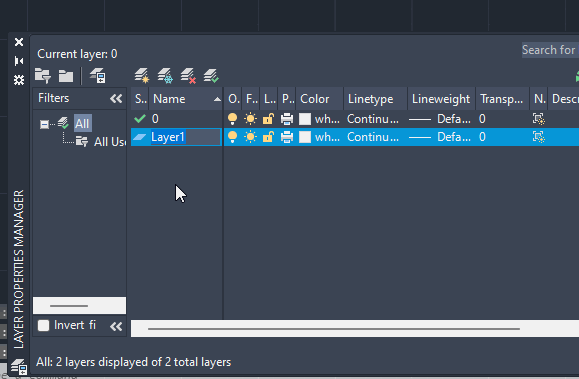 Current layer: 0
Search for
Filters
S.. Name O. F.. L.. P.. Color Linetype Lineweight Transp... N. Descr
All
All Use
0 wh... Continu... Defa... 0
Layer1 wh... Continu... Defa... 0
Invert fi
All: 2 layers displayed of 2 total layers
LAYER PROPERTIES MANAGER